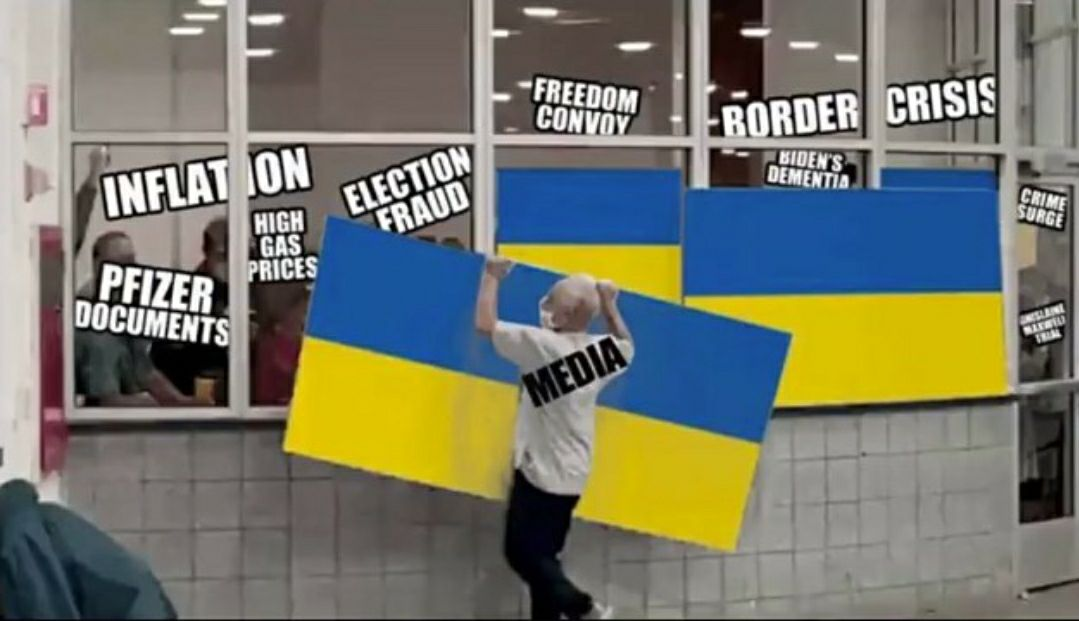 FREEDOM
CONVOY
BORDER CRISIS
BIDEN'S
DEMENTIA
INFLATION
ELECTION
FRAUD
HIGH
GAS
PRICES
CRIME
SURGE
PFIZER
DOCUMENTS
GHISLAINE
MAXWELL
TRIAL
MEDIA